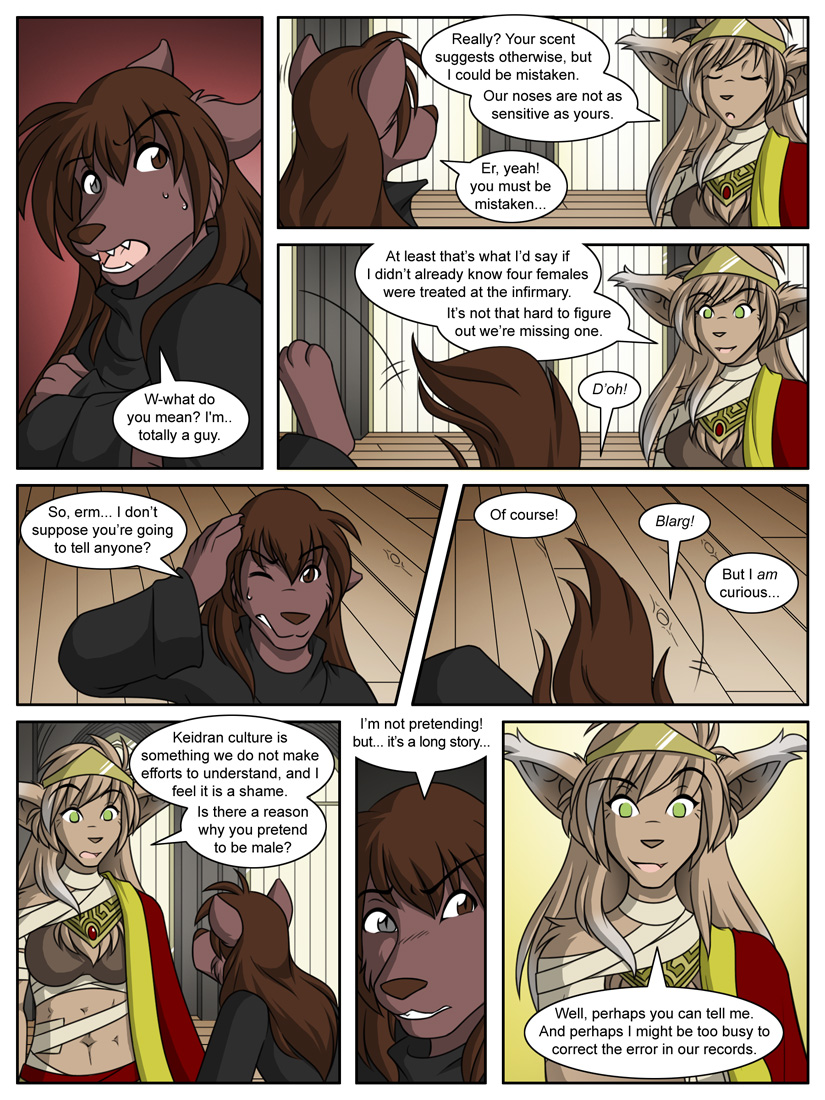 W-what do
you mean? I'm..
totally a guy.
Really? Your scent
suggests otherwise, but
I could be mistaken.
Our noses are not as
sensitive as yours.
Er, yeah!
you must be
mistaken...
At least that's what I'd say if
I didn't already know four females
were treated at the infirmary.
It's not that hard to figure
out we're missing one.
D'oh!
So, erm... I don't
suppose you're going
to tell anyone?
Of course!
Blarg!
But I am
curious...
Keidran culture is
something we do not make
efforts to understand, and I
feel it is a shame.
Is there a reason
why you pretend
to be male?
I'm not pretending!
but... it's a long story...
Well, perhaps you can tell me.
And perhaps I might be too busy to
correct the error in our records.